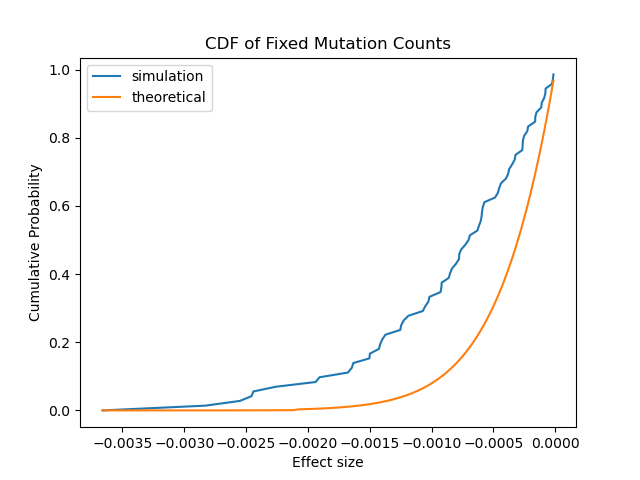 CDF of Fixed Mutation Counts
simulation
theoretical
1.0
0.8
0.6
0.4
0.2
0.0
Cumulative Probability
−0.0035 −0.0030 −0.0025 −0.0020 −0.0015 −0.0010 −0.0005 0.0000
Effect size